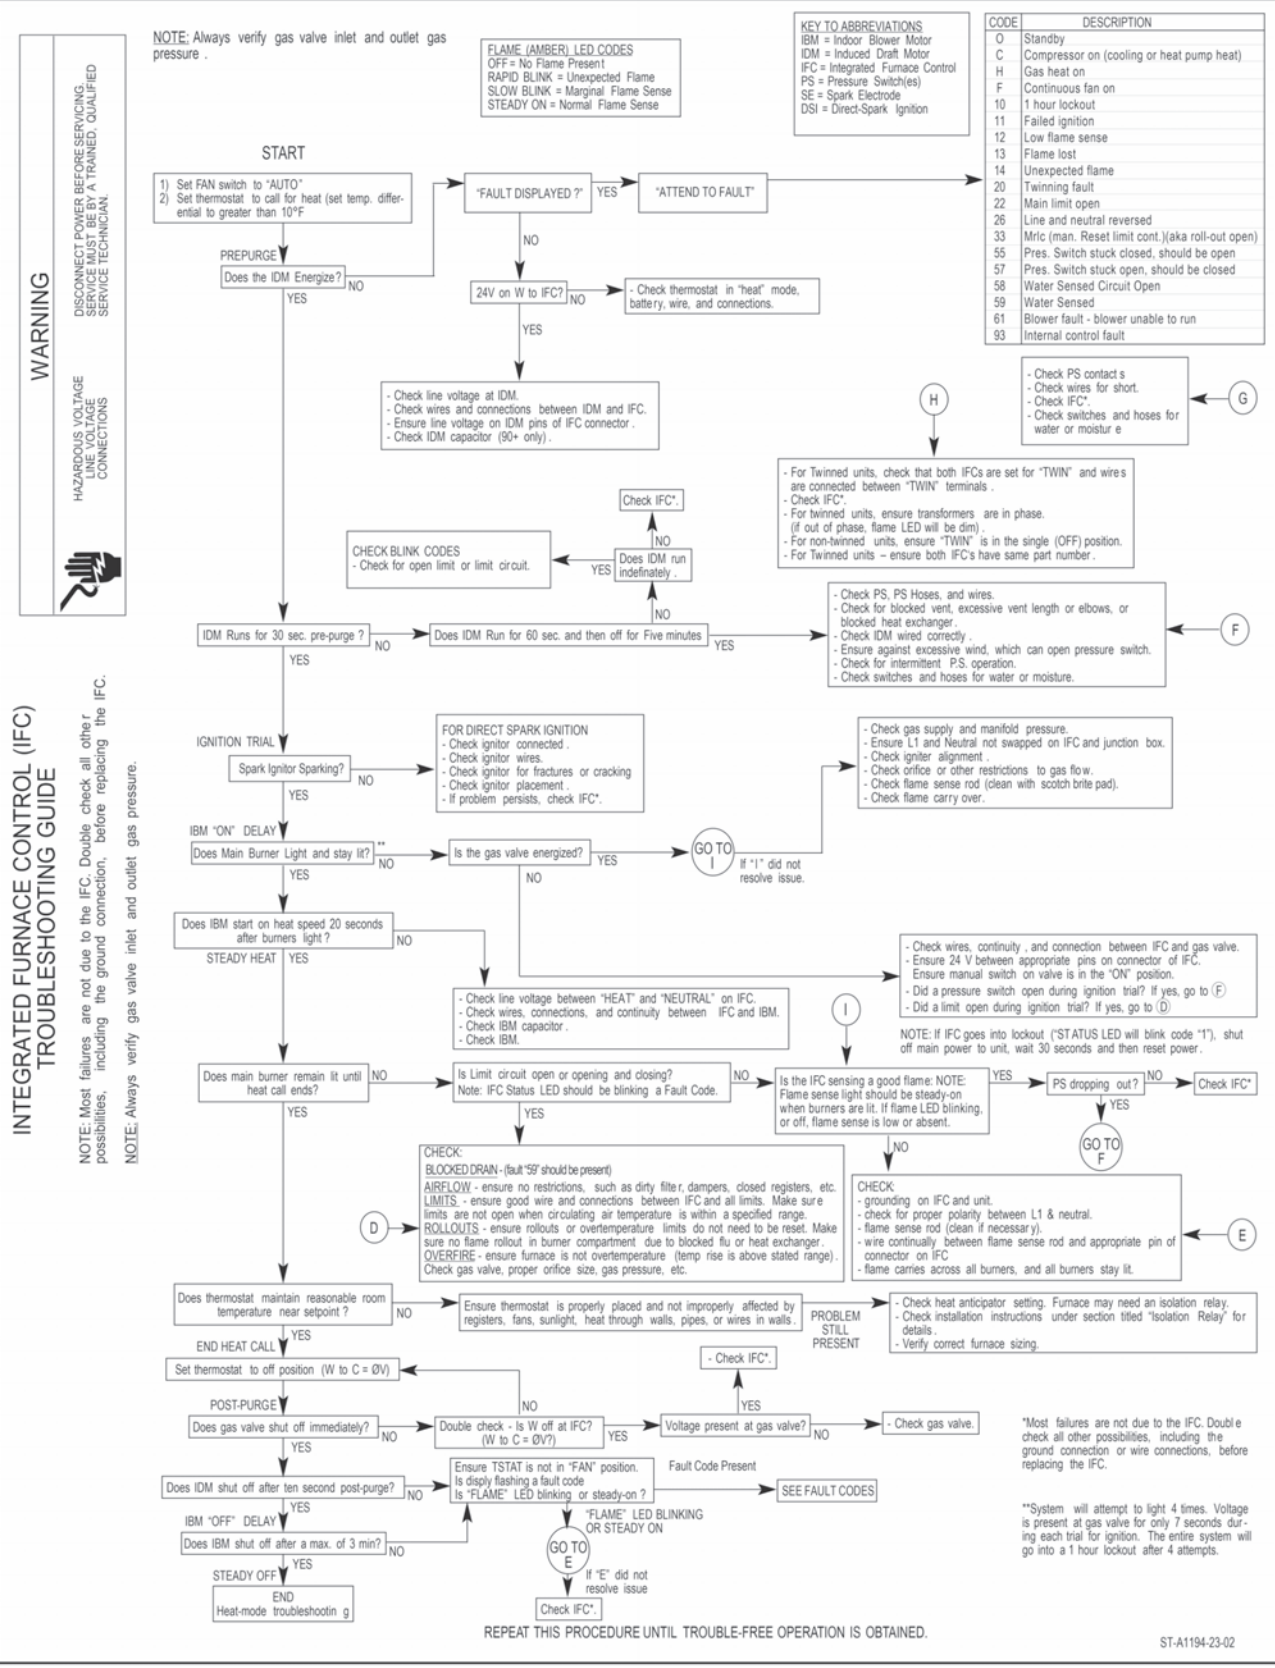 NOTE: Always verify gas valve inlet and outlet gas
pressure .
FLAME (AMBER) LED CODES
OFF = No Flame Present
RAPID BLINK = Unexpected Flame
SLOW BLINK = Marginal Flame Sense
STEADY ON = Normal Flame Sense
KEY TO ABBREVIATIONS
IBM = Indoor Blower Motor
IDM = Induced Draft Motor
IFC = Integrated Furnace Control
PS = Pressure Switch(es)
SE = Spark Electrode
DSI = Direct-Spark Ignition
CODE DESCRIPTION
O Standby
C Compressor on (cooling or heat pump heat)
H Gas heat on
F Continuous fan on
10 1 hour lockout
11 Failed ignition
12 Low flame sense
13 Flame lost
14 Unexpected flame
20 Twinning fault
22 Main limit open
26 Line and neutral reversed
33 Mrlc (man. Reset limit cont.)(aka roll-out open)
55 Pres. Switch stuck closed, should be open
57 Pres. Switch stuck open, should be closed
58 Water Sensed Circuit Open
59 Water Sensed
61 Blower fault - blower unable to run
93 Internal control fault
WARNING
HAZARDOUS VOLTAGE
LINE VOLTAGE
CONNECTIONS
DISCONNECT POWER BEFORE SERVICING.
SERVICE MUST BE BY A TRAINED, QUALIFIED
SERVICE TECHNICIAN.
INTEGRATED FURNACE CONTROL (IFC)
TROUBLESHOOTING GUIDE
NOTE: Most failures are not due to the IFC. Double check all other
possibilities, including the ground connection, before replacing the IFC.
NOTE: Always verify gas valve inlet and outlet gas pressure.
START
1) Set FAN switch to "AUTO"
2) Set thermostat to call for heat (set temp. differ-
ential to greater than 10°F
PREPURGE
Does the IDM Energize?
NO
YES
"FAULT DISPLAYED ?"
YES
"ATTEND TO FAULT"
NO
24V on W to IFC?
NO
- Check thermostat in "heat" mode,
battery, wire, and connections.
YES
- Check line voltage at IDM.
- Check wires and connections between IDM and IFC.
- Ensure line voltage on IDM pins of IFC connector .
- Check IDM capacitor (90+ only) .
- Check PS contact s
- Check wires for short.
- Check IFC*.
- Check switches and hoses for
water or moistur e
G
H
- For Twinned units, check that both IFCs are set for "TWIN" and wires
are connected between "TWIN" terminals .
- Check IFC*.
- For twinned units, ensure transformers are in phase.
(if out of phase, flame LED will be dim) .
- For non-twinned units, ensure "TWIN" is in the single (OFF) position.
- For Twinned units – ensure both IFC's have same part number .
Check IFC*.
NO
CHECK BLINK CODES
- Check for open limit or limit circuit.
YES
Does IDM run
indefinately .
NO
IDM Runs for 30 sec. pre-purge ?
NO
Does IDM Run for 60 sec. and then off for Five minutes
YES
- Check PS, PS Hoses, and wires.
- Check for blocked vent, excessive vent length or elbows, or
blocked heat exchanger.
- Check IDM wired correctly .
- Ensure against excessive wind, which can open pressure switch.
- Check for intermittent P.S. operation.
- Check switches and hoses for water or moisture.
F
YES
IGNITION TRIAL
Spark Ignitor Sparking?
NO
FOR DIRECT SPARK IGNITION
- Check ignitor connected .
- Check ignitor wires.
- Check ignitor for fractures or cracking
- Check ignitor placement .
- If problem persists, check IFC*.
- Check gas supply and manifold pressure.
- Ensure L1 and Neutral not swapped on IFC and junction box.
- Check igniter alignment .
- Check orifice or other restrictions to gas flow.
- Check flame sense rod (clean with scotch brite pad).
- Check flame carry over.
YES
IBM "ON" DELAY
Does Main Burner Light and stay lit?
**
NO
Is the gas valve energized?
YES
GO TO
I
If "I" did not
resolve issue.
NO
YES
Does IBM start on heat speed 20 seconds
after burners light ?
NO
STEADY HEAT
YES
- Check line voltage between "HEAT" and "NEUTRAL" on IFC.
- Check wires, connections, and continuity between IFC and IBM.
- Check IBM capacitor .
- Check IBM.
- Check wires, continuity , and connection between IFC and gas valve.
- Ensure 24 V between appropriate pins on connector of IFC.
Ensure manual switch on valve is in the "ON" position.
- Did a pressure switch open during ignition trial? If yes, go to F
- Did a limit open during ignition trial? If yes, go to D
NOTE: If IFC goes into lockout ("STATUS LED will blink code "1"), shut
off main power to unit, wait 30 seconds and then reset power.
I
Does main burner remain lit until
heat call ends?
NO
Is Limit circuit open or opening and closing?
Note: IFC Status LED should be blinking a Fault Code.
NO
Is the IFC sensing a good flame: NOTE:
Flame sense light should be steady-on
when burners are lit. If flame LED blinking,
or off, flame sense is low or absent.
YES
PS dropping out?
NO
Check IFC*
YES
GO TO
F
YES
YES
NO
CHECK:
BLOCKED DRAIN - (fault "59" should be present)
AIRFLOW - ensure no restrictions, such as dirty filter, dampers, closed registers, etc.
LIMITS - ensure good wire and connections between IFC and all limits. Make sure
limits are not open when circulating air temperature is within a specified range.
ROLLOUTS - ensure rollouts or overtemperature limits do not need to be reset. Make
sure no flame rollout in burner compartment due to blocked flu or heat exchanger.
OVERFIRE - ensure furnace is not overtemperature (temp rise is above stated range).
Check gas valve, proper orifice size, gas pressure, etc.
D
CHECK:
- grounding on IFC and unit.
- check for proper polarity between L1 & neutral.
- flame sense rod (clean if necessary).
- wire continually between flame sense rod and appropriate pin of
connector on IFC
- flame carries across all burners, and all burners stay lit.
E
Does thermostat maintain reasonable room
temperature near setpoint ?
NO
Ensure thermostat is properly placed and not improperly affected by
registers, fans, sunlight, heat through walls, pipes, or wires in walls .
PROBLEM
STILL
PRESENT
- Check heat anticipator setting. Furnace may need an isolation relay.
- Check installation instructions under section titled "Isolation Relay" for
details .
- Verify correct furnace sizing.
YES
END HEAT CALL
Set thermostat to off position (W to C = ØV)
- Check IFC*.
YES
NO
POST-PURGE
Does gas valve shut off immediately?
NO
Double check - Is W off at IFC?
(W to C = ØV?)
YES
Voltage present at gas valve?
NO
- Check gas valve.
YES
Does IDM shut off after ten second post-purge?
NO
Ensure TSTAT is not in "FAN" position.
Is disply flashing a fault code
Is "FLAME" LED blinking or steady-on ?
Fault Code Present
SEE FAULT CODES
YES
IBM "OFF" DELAY
Does IBM shut off after a max. of 3 min?
NO
"FLAME" LED BLINKING
OR STEADY ON
GO TO
E
If "E" did not
resolve issue
Check IFC*.
YES
STEADY OFF
END
Heat-mode troubleshootin g
*Most failures are not due to the IFC. Double
check all other possibilities, including the
ground connection or wire connections, before
replacing the IFC.
**System will attempt to light 4 times. Voltage
is present at gas valve for only 7 seconds dur-
ing each trial for ignition. The entire system will
go into a 1 hour lockout after 4 attempts.
REPEAT THIS PROCEDURE UNTIL TROUBLE-FREE OPERATION IS OBTAINED.
ST-A1194-23-02